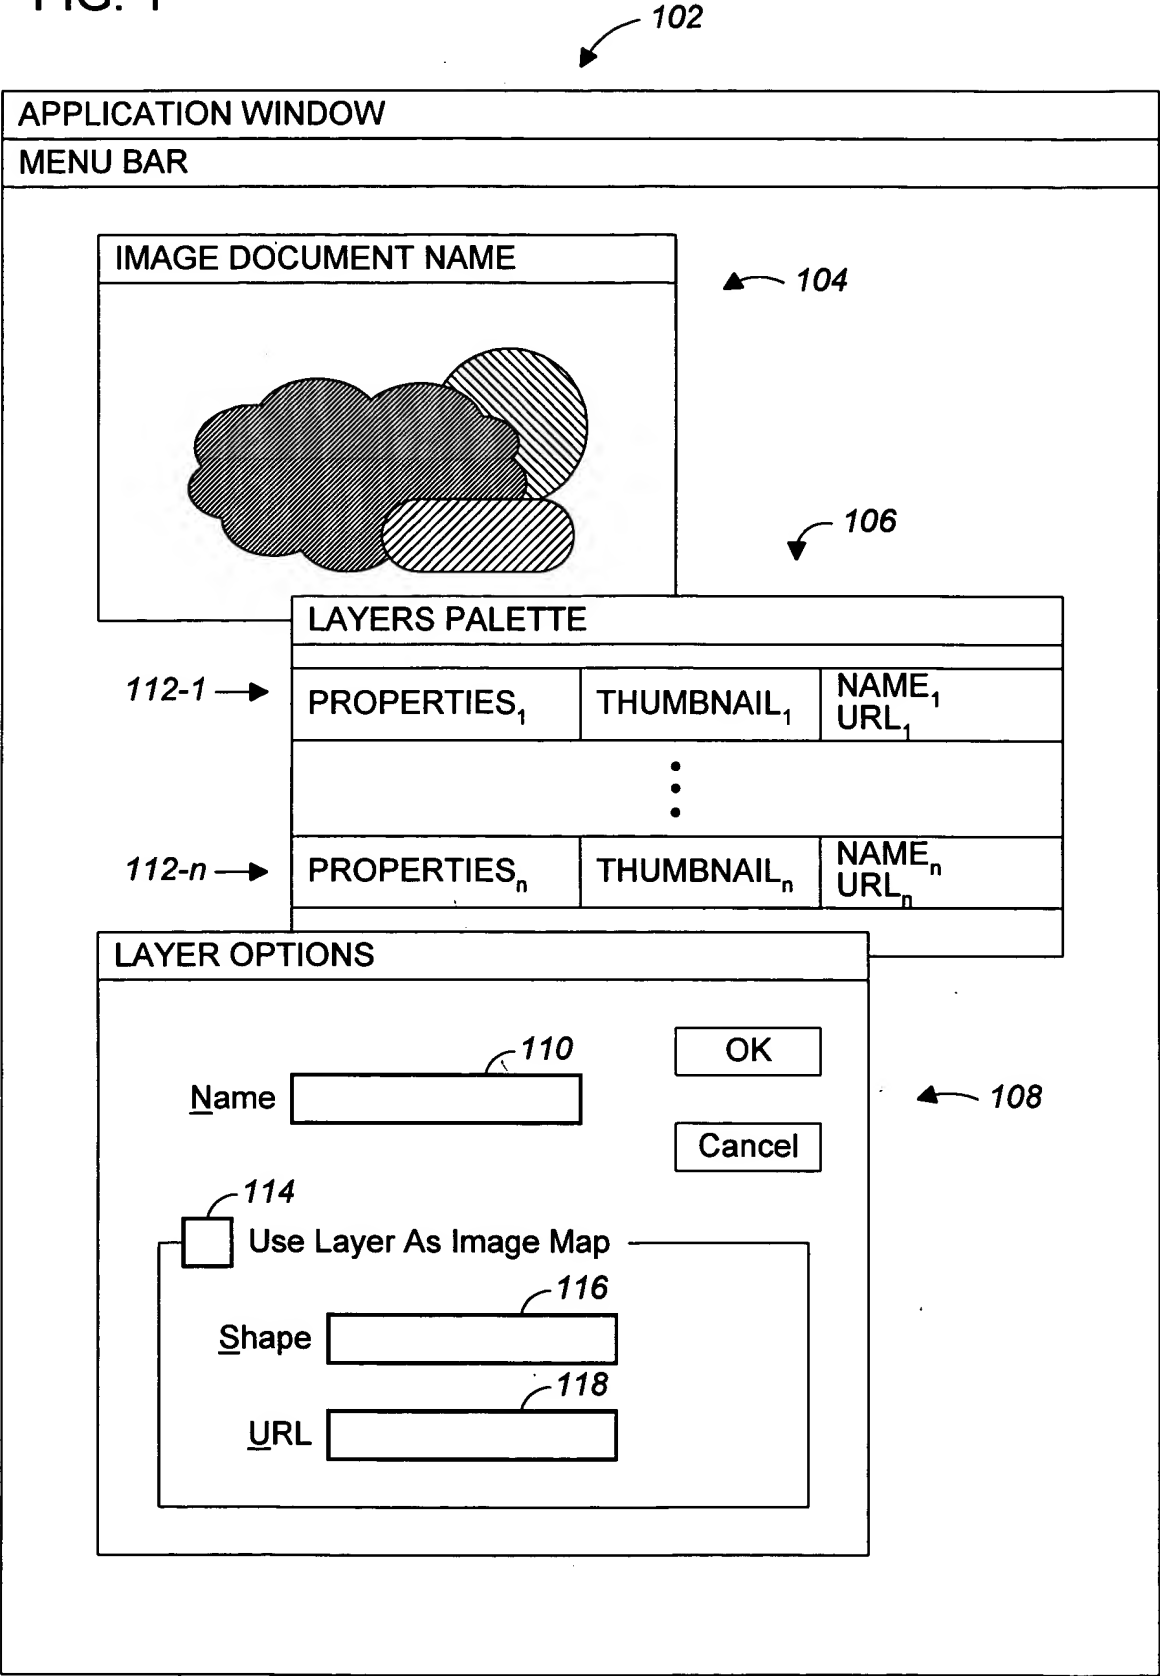 FIG. 1
102
APPLICATION WINDOW
MENU BAR
IMAGE DOCUMENT NAME
104
106
LAYERS PALETTE
112-1
PROPERTIES₁ THUMBNAIL₁ NAME₁
URL₁
112-n
PROPERTIESₙ THUMBNAILₙ NAMEₙ
URLₙ
LAYER OPTIONS
110
OK
Name
108
Cancel
114
Use Layer As Image Map
116
Shape
118
URL